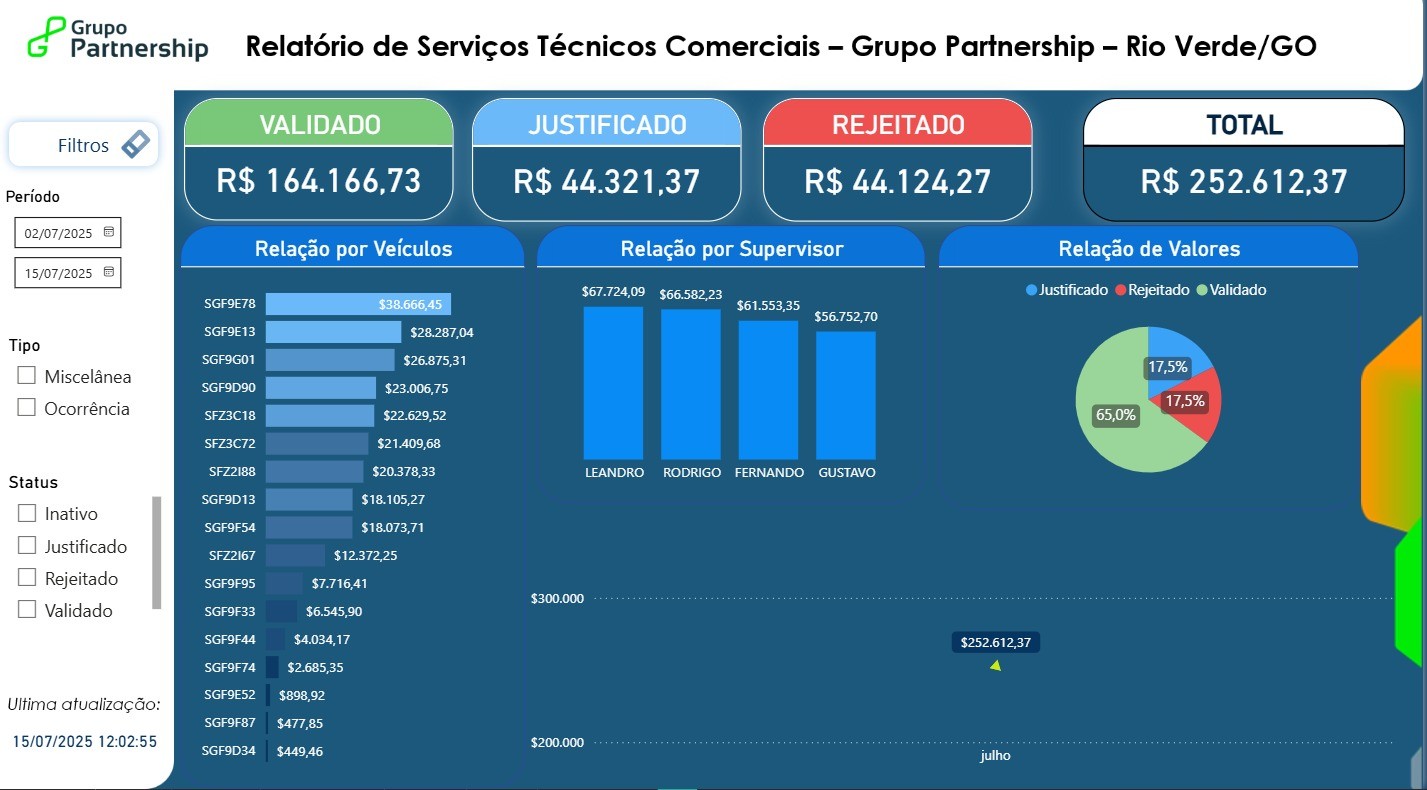 Grupo
Partnership
Relatório de Serviços Técnicos Comerciais – Grupo Partnership – Rio Verde/GO
Filtros
Período
02/07/2025
15/07/2025
Tipo
Miscelânea
Ocorrência
Status
Inativo
Justificado
Rejeitado
Validado
Ultima atualização:
15/07/2025 12:02:55
VALIDADO
R$ 164.166,73
JUSTIFICADO
R$ 44.321,37
REJEITADO
R$ 44.124,27
TOTAL
R$ 252.612,37
Relação por Veículos
SGF9E78 $38.666,45
SGF9E13 $28.287,04
SGF9G01 $26.875,31
SGF9D90 $23.006,75
SFZ3C18 $22.629,52
SFZ3C72 $21.409,68
SFZ2I88 $20.378,33
SGF9D13 $18.105,27
SGF9F54 $18.073,71
SFZ2I67 $12.372,25
SGF9F95 $7.716,41
SGF9F33 $6.545,90
SGF9F44 $4.034,17
SGF9F74 $2.685,35
SGF9E52 $898,92
SGF9F87 $477,85
SGF9D34 $449,46
Relação por Supervisor
$67.724,09 $66.582,23 $61.553,35 $56.752,70
LEANDRO RODRIGO FERNANDO GUSTAVO
Relação de Valores
Justificado Rejeitado Validado
17,5%
17,5%
65,0%
$300.000
$252.612,37
$200.000
julho